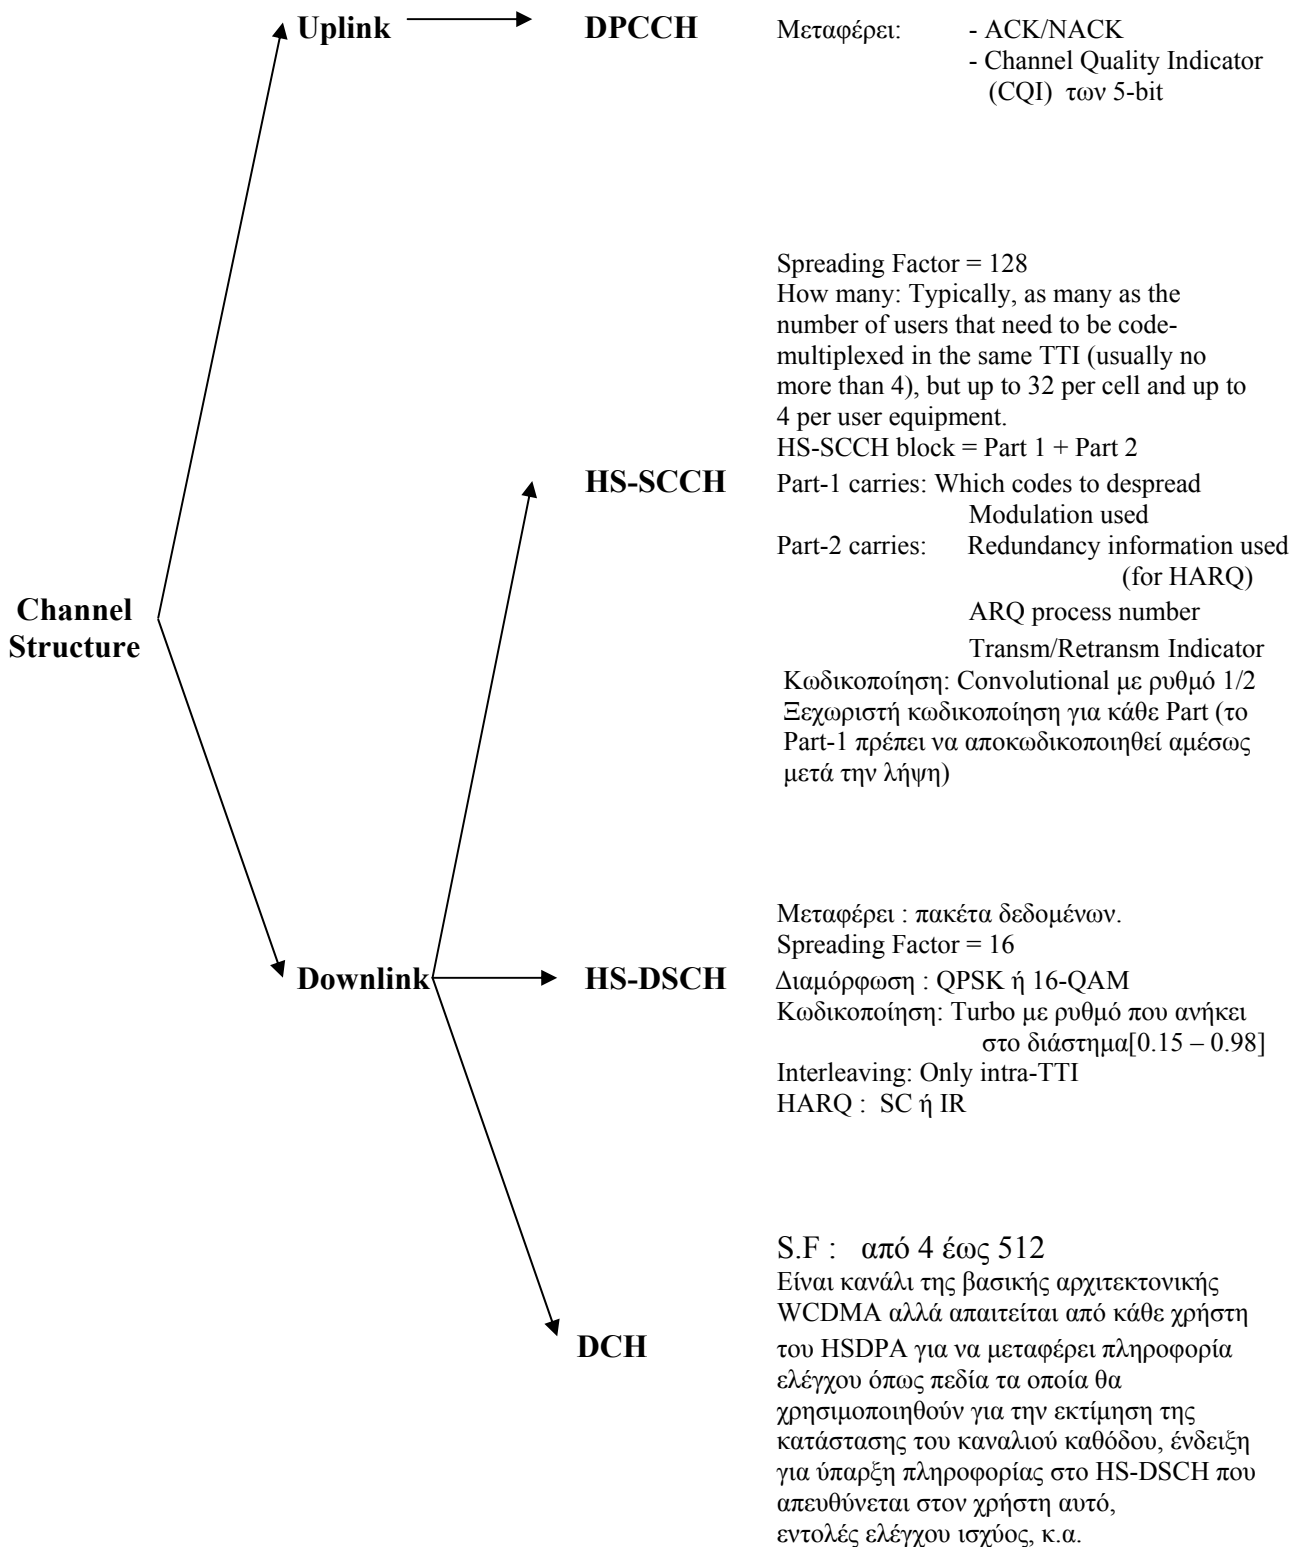 Uplink
DPCCH
Μεταφέρει: - ACK/NACK
- Channel Quality Indicator
(CQI) των 5-bit
Spreading Factor = 128
How many: Typically, as many as the
number of users that need to be code-
multiplexed in the same TTI (usually no
more than 4), but up to 32 per cell and up to
4 per user equipment.
HS-SCCH block = Part 1 + Part 2
HS-SCCH
Part-1 carries: Which codes to despread
Modulation used
Part-2 carries: Redundancy information used
(for HARQ)
ARQ process number
Transm/Retransm Indicator
Κωδικοποίηση: Convolutional με ρυθμό 1/2
Ξεχωριστή κωδικοποίηση για κάθε Part (το
Part-1 πρέπει να αποκωδικοποιηθεί αμέσως
μετά την λήψη)
Channel
Structure
Μεταφέρει : πακέτα δεδομένων.
Spreading Factor = 16
Downlink
HS-DSCH
Διαμόρφωση : QPSK ή 16-QAM
Κωδικοποίηση: Turbo με ρυθμό που ανήκει
στο διάστημα[0.15 – 0.98]
Interleaving: Only intra-TTI
HARQ : SC ή IR
S.F : από 4 έως 512
Είναι κανάλι της βασικής αρχιτεκτονικής
WCDMA αλλά απαιτείται από κάθε χρήστη
DCH
του HSDPA για να μεταφέρει πληροφορία
ελέγχου όπως πεδία τα οποία θα
χρησιμοποιηθούν για την εκτίμηση της
κατάστασης του καναλιού καθόδου, ένδειξη
για ύπαρξη πληροφορίας στο HS-DSCH που
απευθύνεται στον χρήστη αυτό,
εντολές ελέγχου ισχύος, κ.α.